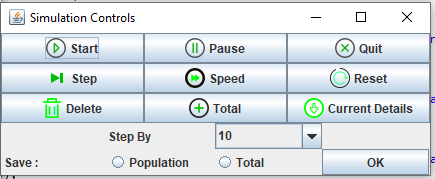 Simulation Controls
Start Pause Quit
Step Speed Reset
Delete Total Current Details
Step By 10
Save : Population Total OK